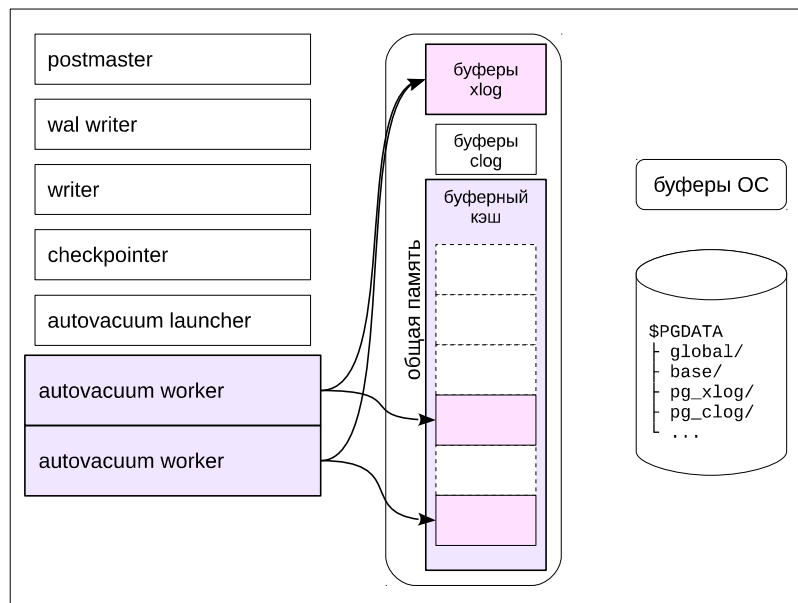 postmaster
wal writer
writer
checkpointer
autovacuum launcher
autovacuum worker
autovacuum worker
общая память
буферы
xlog
буферы
clog
буферный
кэш
буферы ОС
$PGDATA
global/
base/
pg_xlog/
pg_clog/
...